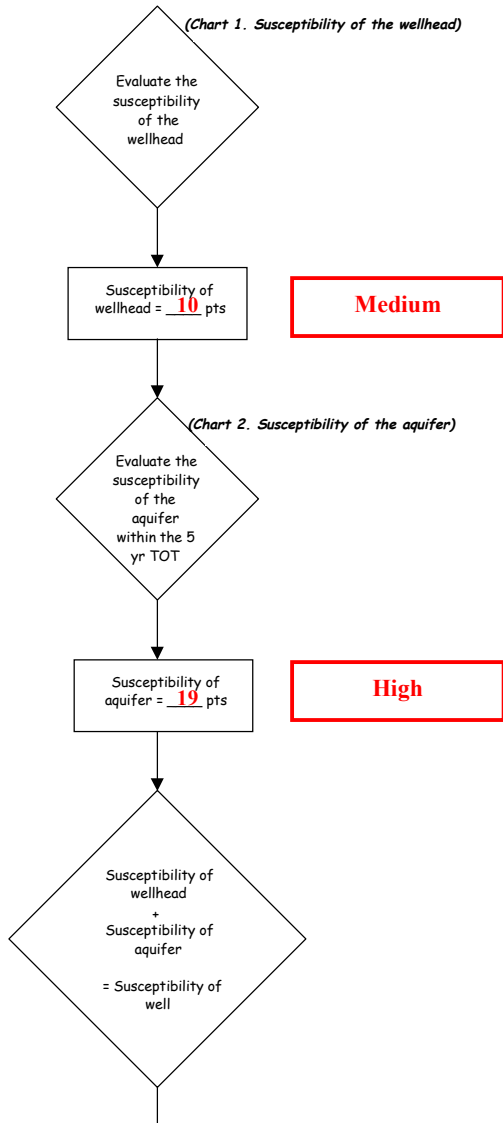 (Chart 1. Susceptibility of the wellhead)
Evaluate the
susceptibility
of the
wellhead
Susceptibility of
wellhead = 10 pts
Medium
(Chart 2. Susceptibility of the aquifer)
Evaluate the
susceptibility
of the
aquifer
within the 5
yr TOT
Susceptibility of
aquifer = 19 pts
High
Susceptibility of
wellhead
+
Susceptibility of
aquifer
= Susceptibility of
well